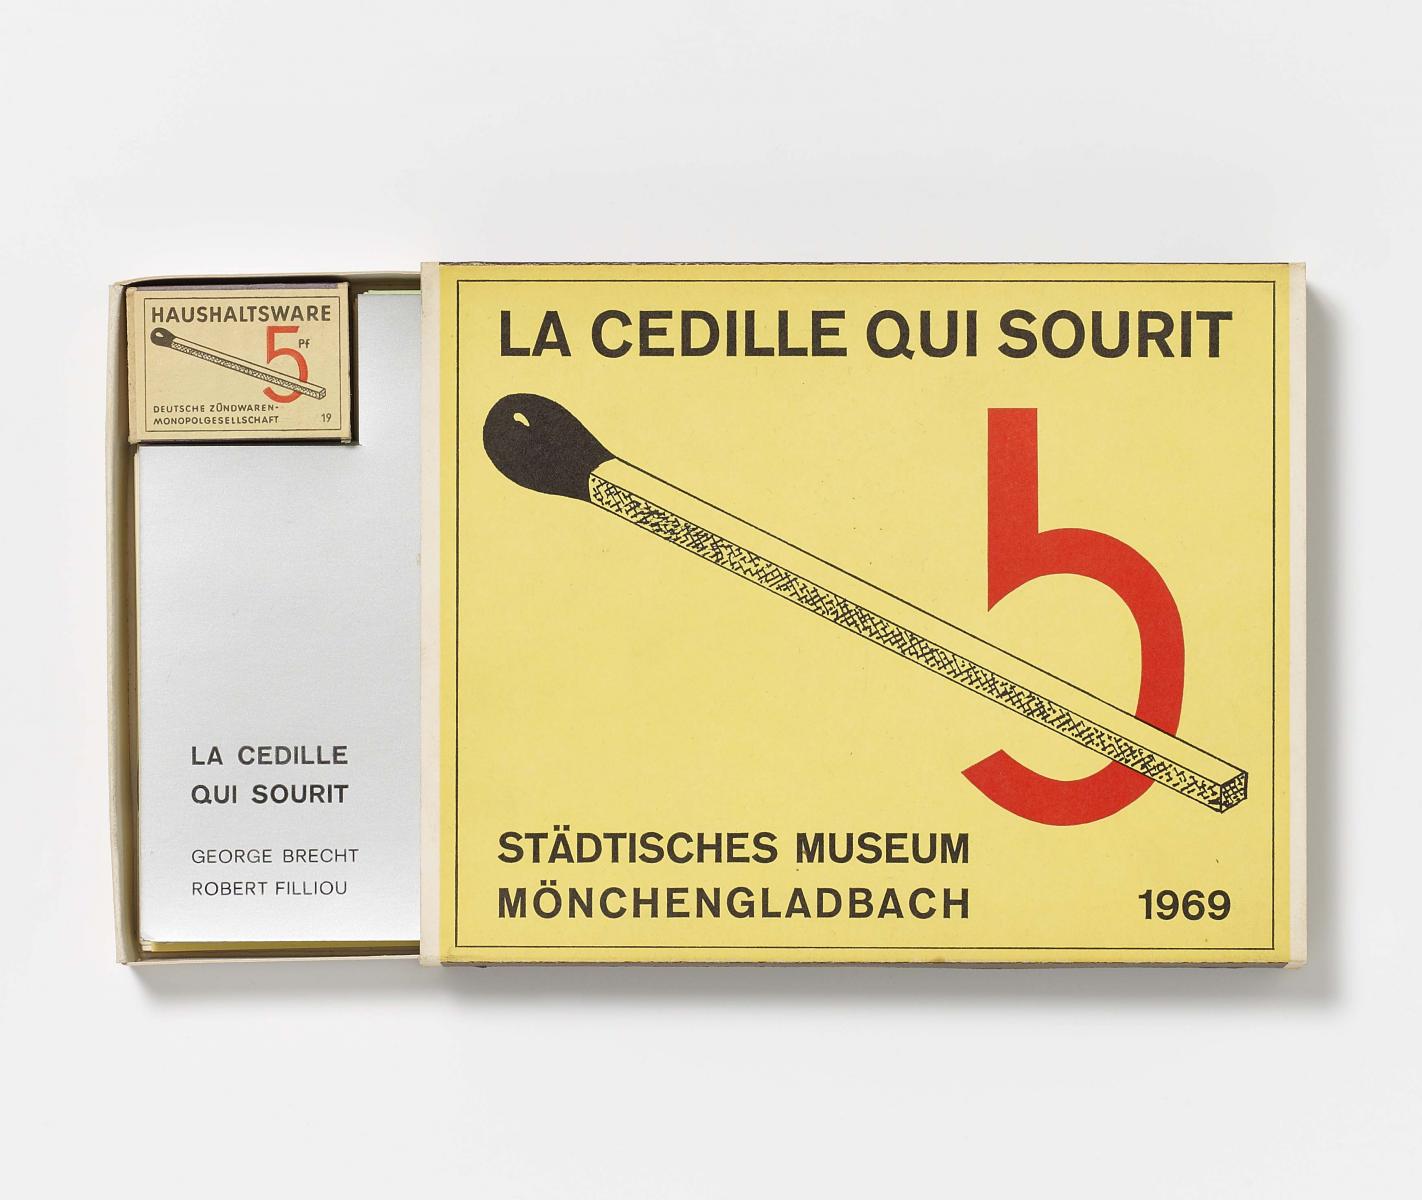 HAUSHALTSWARE
5 Pf
DEUTSCHE ZÜNDWAREN-
MONOPOLGESELLSCHAFT 19
LA CEDILLE
QUI SOURIT
GEORGE BRECHT
ROBERT FILLIOU
LA CEDILLE QUI SOURIT
STÄDTISCHES MUSEUM
MÖNCHENGLADBACH 1969